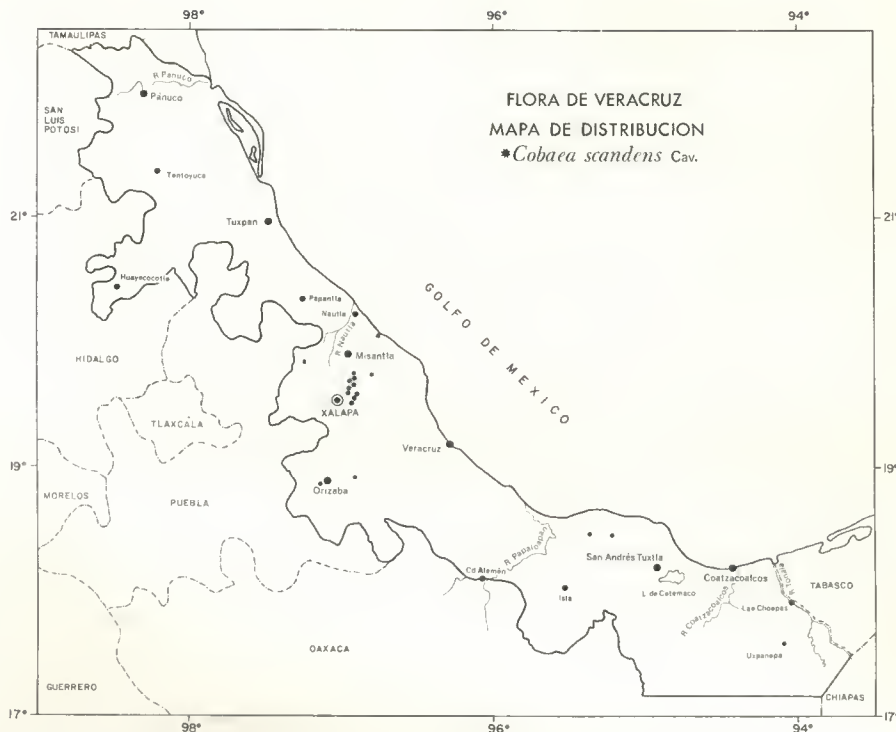 98°
96°
94°
TAMAULIPAS
R Panuco
Pánuco
SAN
LUIS
POTOSI
FLORA DE VERACRUZ
MAPA DE DISTRIBUCION
*Cobaea scandens Cav.
Tantoyuca
21°
21°
Tuxpan
Huayacocotla
Papantla
Nautla
R Nautla
Misantla
GOLFO DE MEXICO
HIDALGO
XALAPA
TLAXCALA
Veracruz
19°
19°
MORELOS
PUEBLA
Orizaba
R Papaloapan
San Andrés Tuxtla
Cd Alemán
Coatzacoalcos
R Tonalá
TABASCO
Isla
L de Catemaco
R Coatzacoalcos
Las Choapas
OAXACA
Uxpanapa
GUERRERO
CHIAPAS
17°
17°
98°
96°
94°